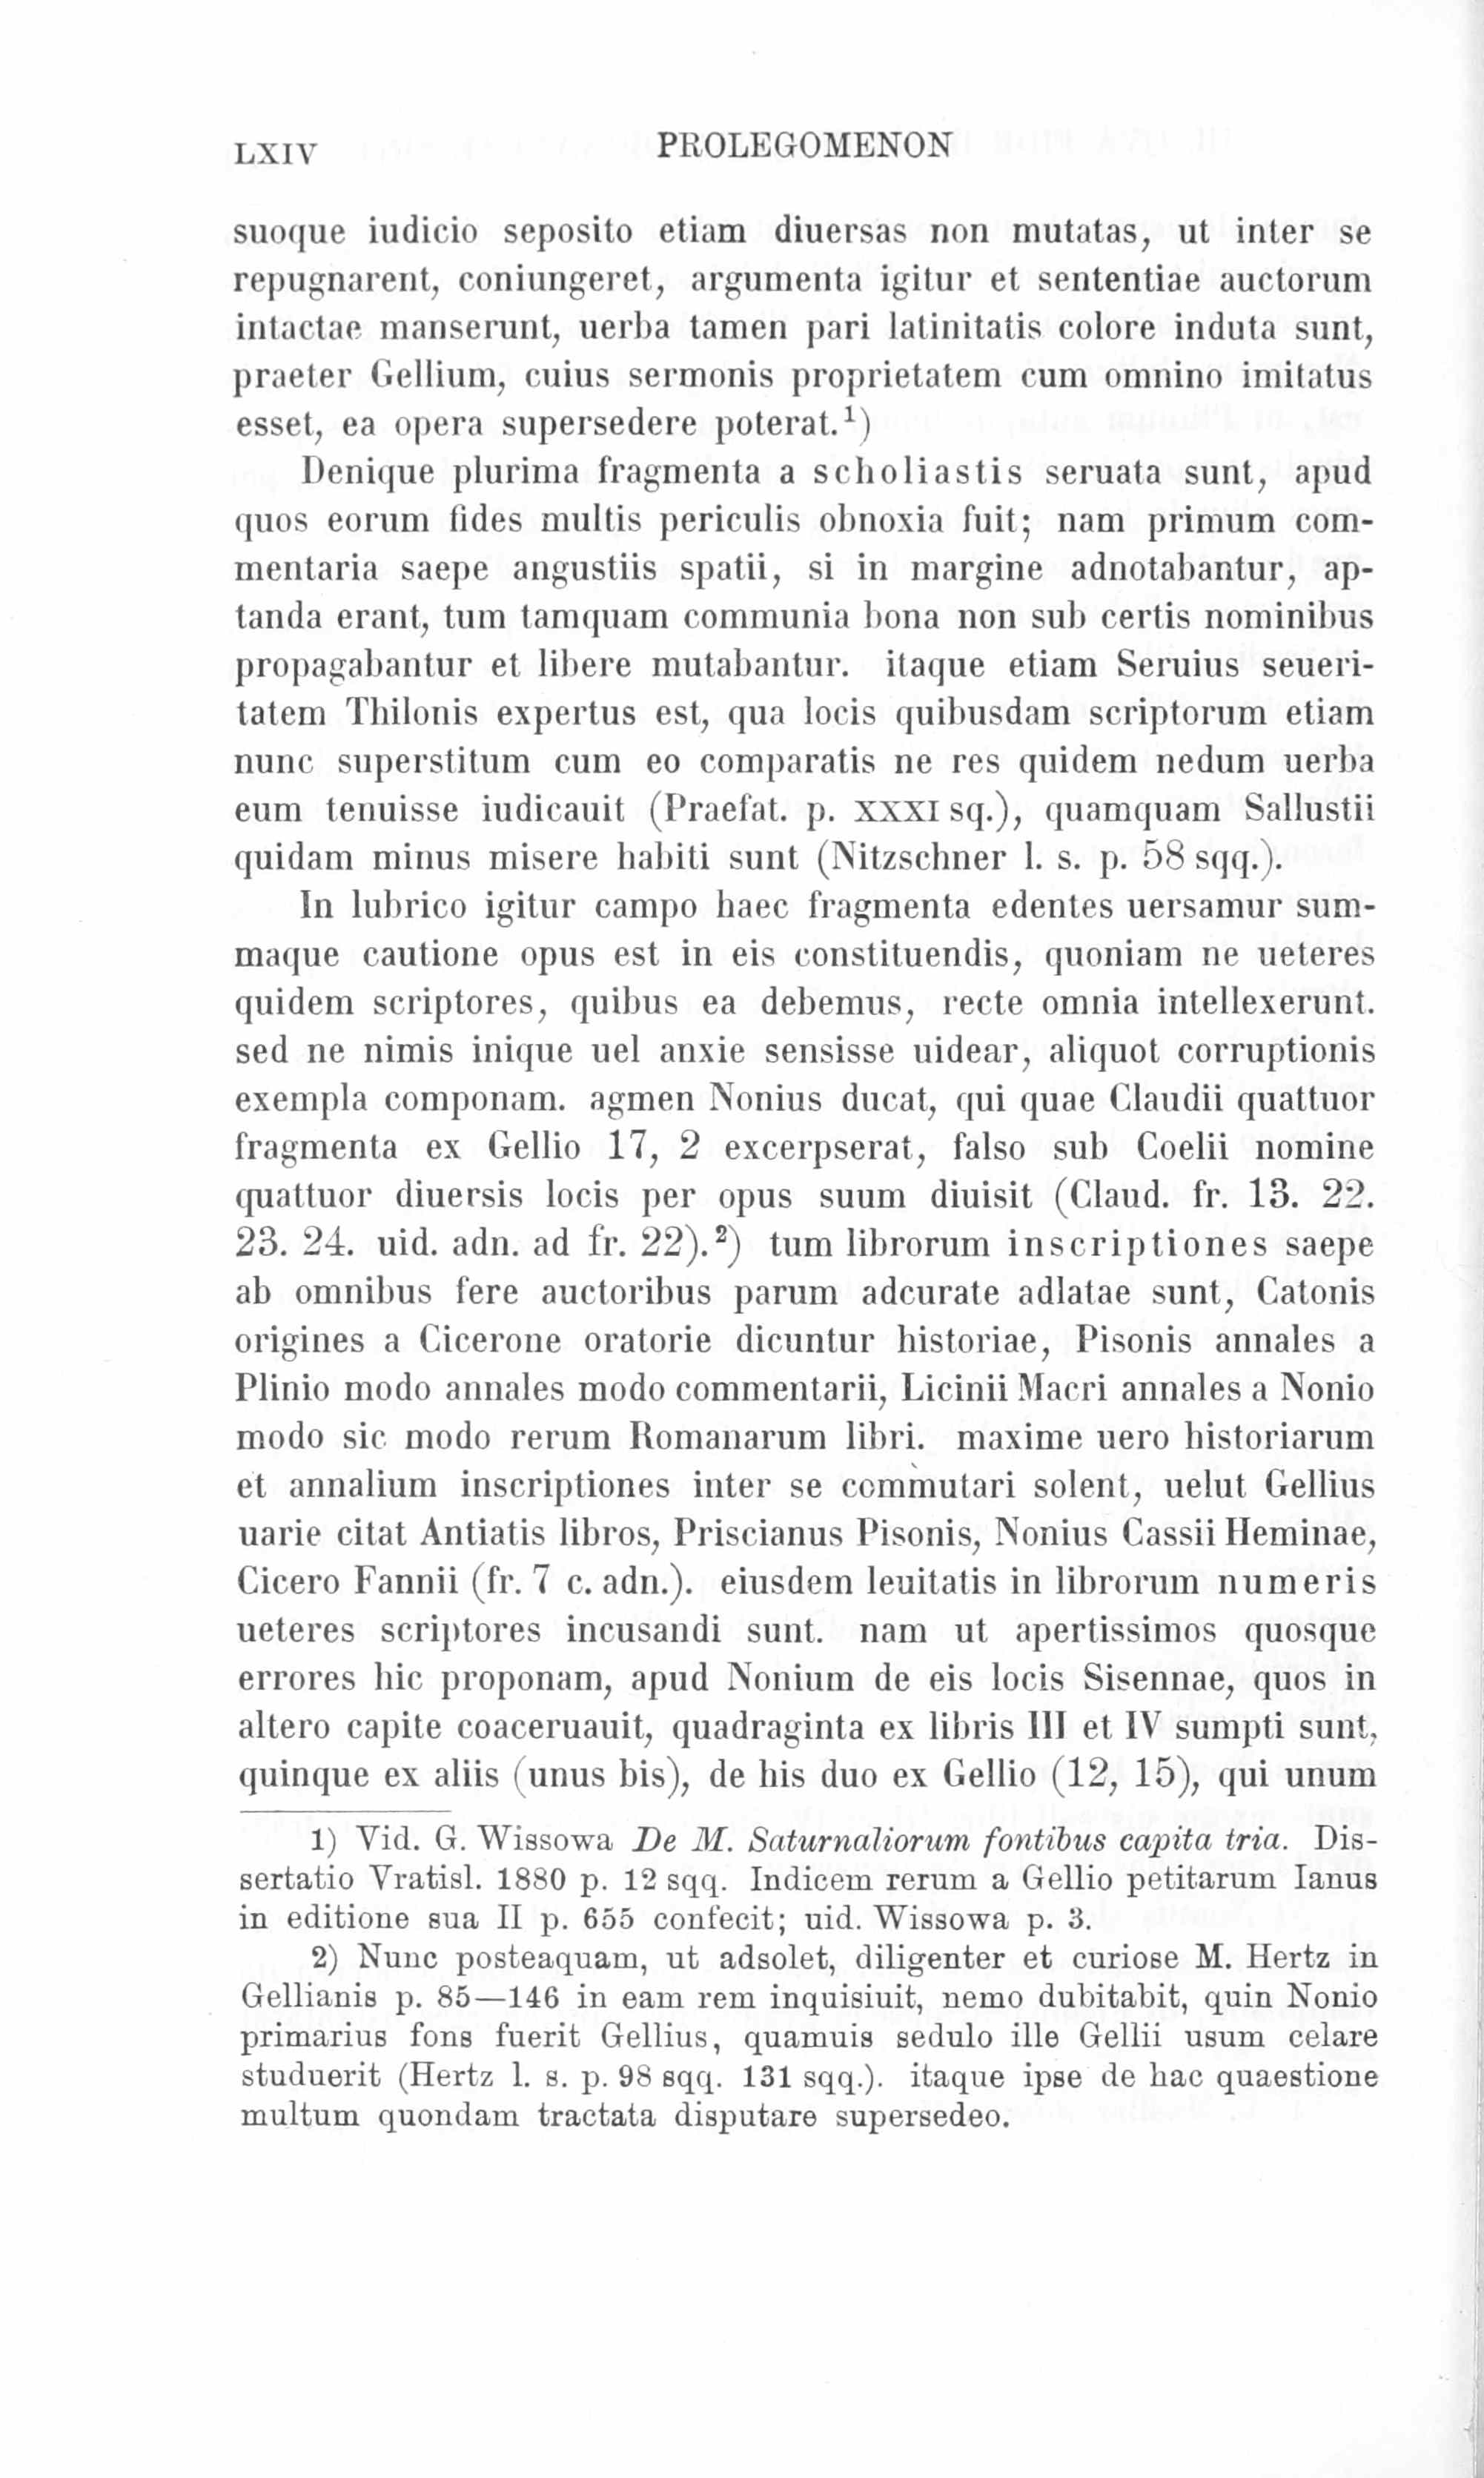 LXIV PROLEGOMENON
suoque iudicio seposito etiam diuersas non mutatas, ut inter se
repugnarent, coniungeret, argumenta igitur et sententiae auctorum
intactae manserunt, uerba tamen pari latinitatis colore induta sunt,
praeter Gellium, cuius sermonis proprietatem cum omnino imitatus
esset, ea opera supersedere poterat.¹)
Denique plurima fragmenta a scholiastis seruata sunt, apud
quos eorum fides multis periculis obnoxia fuit; nam primum com-
mentaria saepe angustiis spatii, si in margine adnotabantur, ap-
tanda erant, tum tamquam communia bona non sub certis nominibus
propagabantur et libere mutabantur. itaque etiam Seruius seueri-
tatem Thilonis expertus est, qua locis quibusdam scriptorum etiam
nunc superstitum cum eo comparatis ne res quidem nedum uerba
eum tenuisse iudicauit (Praefat. p. XXXI sq.), quamquam Sallustii
quidam minus misere habiti sunt (Nitzschner l. s. p. 58 sqq.).
In lubrico igitur campo haec fragmenta edentes uersamur sum-
maque cautione opus est in eis constituendis, quoniam ne ueteres
quidem scriptores, quibus ea debemus, recte omnia intellexerunt.
sed ne nimis inique uel anxie sensisse uidear, aliquot corruptionis
exempla componam. agmen Nonius ducat, qui quae Claudii quattuor
fragmenta ex Gellio 17, 2 excerpserat, falso sub Coelii nomine
quattuor diuersis locis per opus suum diuisit (Claud. fr. 13. 22.
23. 24. uid. adn. ad fr. 22).²) tum librorum inscriptiones saepe
ab omnibus fere auctoribus parum adcurate adlatae sunt, Catonis
origines a Cicerone oratorie dicuntur historiae, Pisonis annales a
Plinio modo annales modo commentarii, Licinii Macri annales a Nonio
modo sic modo rerum Romanarum libri. maxime uero historiarum
et annalium inscriptiones inter se commutari solent, uelut Gellius
uarie citat Antiatis libros, Priscianus Pisonis, Nonius Cassii Heminae,
Cicero Fannii (fr. 7 c. adn.). eiusdem leuitatis in librorum numeris
ueteres scriptores incusandi sunt. nam ut apertissimos quosque
errores hic proponam, apud Nonium de eis locis Sisennae, quos in
altero capite coaceruauit, quadraginta ex libris III et IV sumpti sunt,
quinque ex aliis (unus bis), de his duo ex Gellio (12, 15), qui unum
1) Vid. G. Wissowa De M. Saturnaliorum fontibus capita tria. Dis-
sertatio Vratisl. 1880 p. 12 sqq. Indicem rerum a Gellio petitarum Ianus
in editione sua II p. 655 confecit; uid. Wissowa p. 3.
2) Nunc posteaquam, ut adsolet, diligenter et curiose M. Hertz in
Gellianis p. 85—146 in eam rem inquisiuit, nemo dubitabit, quin Nonio
primarius fons fuerit Gellius, quamuis sedulo ille Gellii usum celare
studuerit (Hertz l. s. p. 98 sqq. 131 sqq.). itaque ipse de hac quaestione
multum quondam tractata disputare supersedeo.